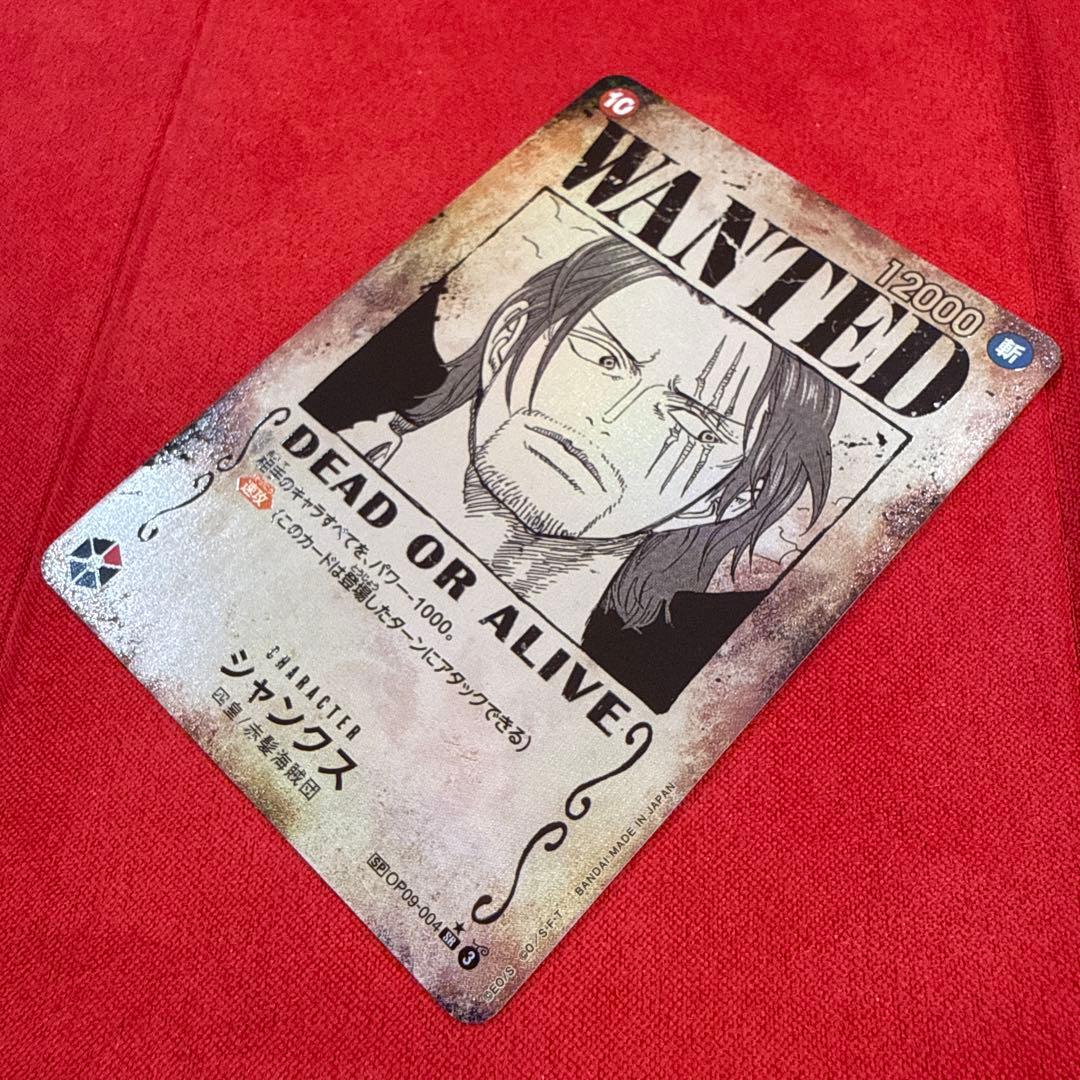 10
WANTED
12000
斬
DEAD OR ALIVE
相手のキャラすべてを、パワー-1000。
速攻 (このカードは登場したターンにアタックできる)
CHARACTER
シャンクス
四皇/赤髪海賊団
SP OP09-004 SR 3
©EO/S ©O/S・F・T BANDAI MADE IN JAPAN